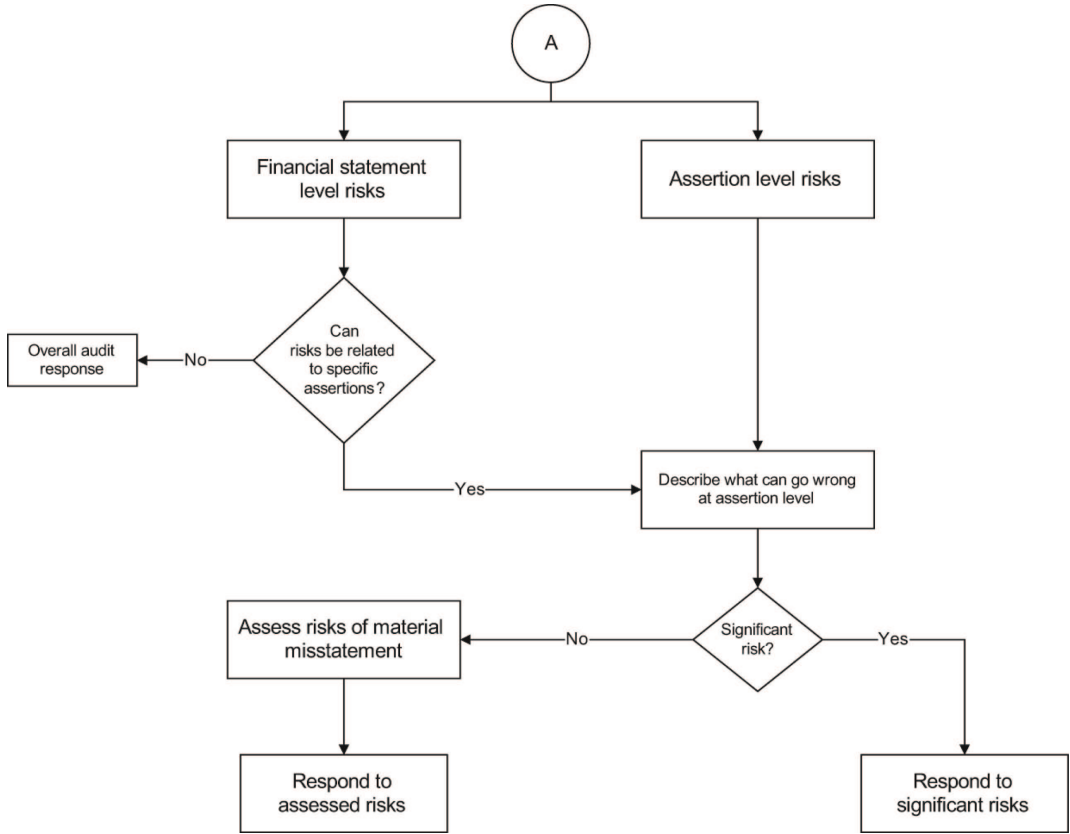 A
Financial statement
level risks
Assertion level risks
Can
risks be related
to specific
assertions?
No
Overall audit
response
Yes
Describe what can go wrong
at assertion level
Significant
risk?
No
Yes
Assess risks of material
misstatement
Respond to
assessed risks
Respond to
significant risks